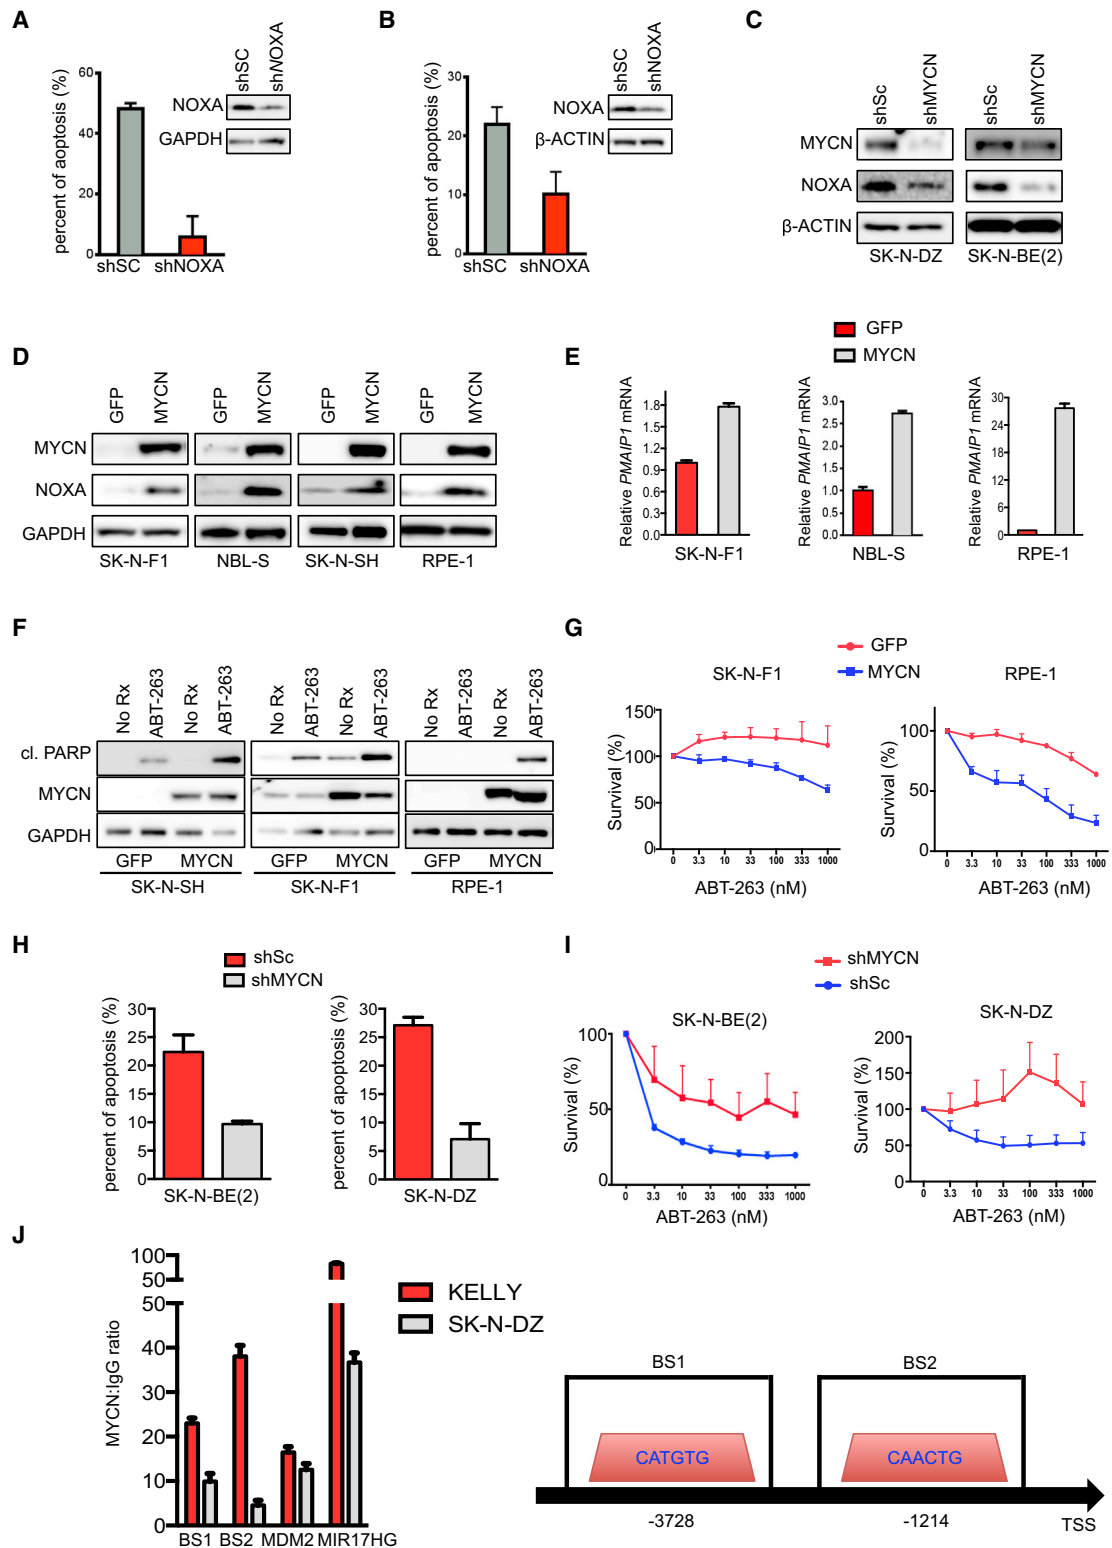 A
percent of aoptosis (%)
60
40
20
0
shSC
shNOXA
shSC
shNOXA
NOXA
GAPDH
B
percent of apoptosis (%)
30
20
10
0
shSC
shNOXA
shSC
shNOXA
NOXA
β-ACTIN
C
shSc
shMYCN
shSc
shMYCN
MYCN
NOXA
β-ACTIN
SK-N-DZ
SK-N-BE(2)
D
GFP
MYCN
GFP
MYCN
GFP
MYCN
GFP
MYCN
MYCN
NOXA
GAPDH
SK-N-F1
NBL-S
SK-N-SH
RPE-1
E
GFP
MYCN
Relative PMAIP1 mRNA
1.8
1.5
1.2
0.9
0.6
0.3
0.0
SK-N-F1
Relative PMAIP1 mRNA
3.0
2.5
2.0
1.5
1.0
0.5
0.0
NBL-S
Relative PMAIP1 mRNA
30
24
18
12
6
0
RPE-1
F
No Rx
ABT-263
No Rx
ABT-263
No Rx
ABT-263
No Rx
ABT-263
No Rx
ABT-263
No Rx
ABT-263
cl. PARP
MYCN
GAPDH
GFP
MYCN
GFP
MYCN
GFP
MYCN
SK-N-SH
SK-N-F1
RPE-1
G
GFP
MYCN
SK-N-F1
Survival (%)
150
100
50
0
0 3.3 10 33 100 333 1000
ABT-263 (nM)
RPE-1
Survival (%)
100
50
0
0 3.3 10 33 100 333 1000
ABT-263 (nM)
H
shSc
shMYCN
percent of apoptosis (%)
30
25
20
15
10
5
0
SK-N-BE(2)
percent of apoptosis (%)
30
25
20
15
10
5
0
SK-N-DZ
I
shMYCN
shSc
SK-N-BE(2)
Survival (%)
100
50
0
0 3.3 10 33 100 333 1000
ABT-263 (nM)
SK-N-DZ
Survival (%)
200
150
100
50
0
0 3.3 10 33 100 333 1000
ABT-263 (nM)
J
MYCN:IgG ratio
100
50
50
40
30
20
10
0
BS1
BS2
MDM2
MIR17HG
KELLY
SK-N-DZ
BS1
BS2
CATGTG
CAACTG
-3728
-1214
TSS